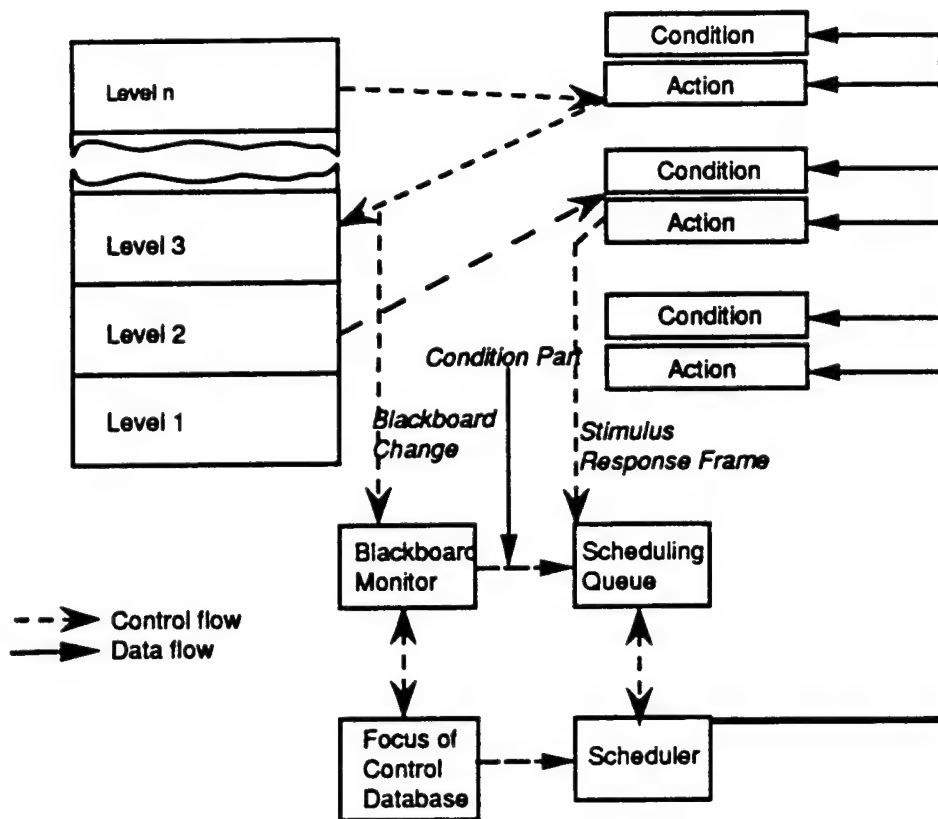 Level n
Level 3
Level 2
Level 1
Condition
Action
Condition
Action
Condition
Action
Condition Part
Blackboard
Change
Stimulus
Response Frame
Blackboard
Monitor
Scheduling
Queue
Control flow
Data flow
Focus of
Control
Database
Scheduler